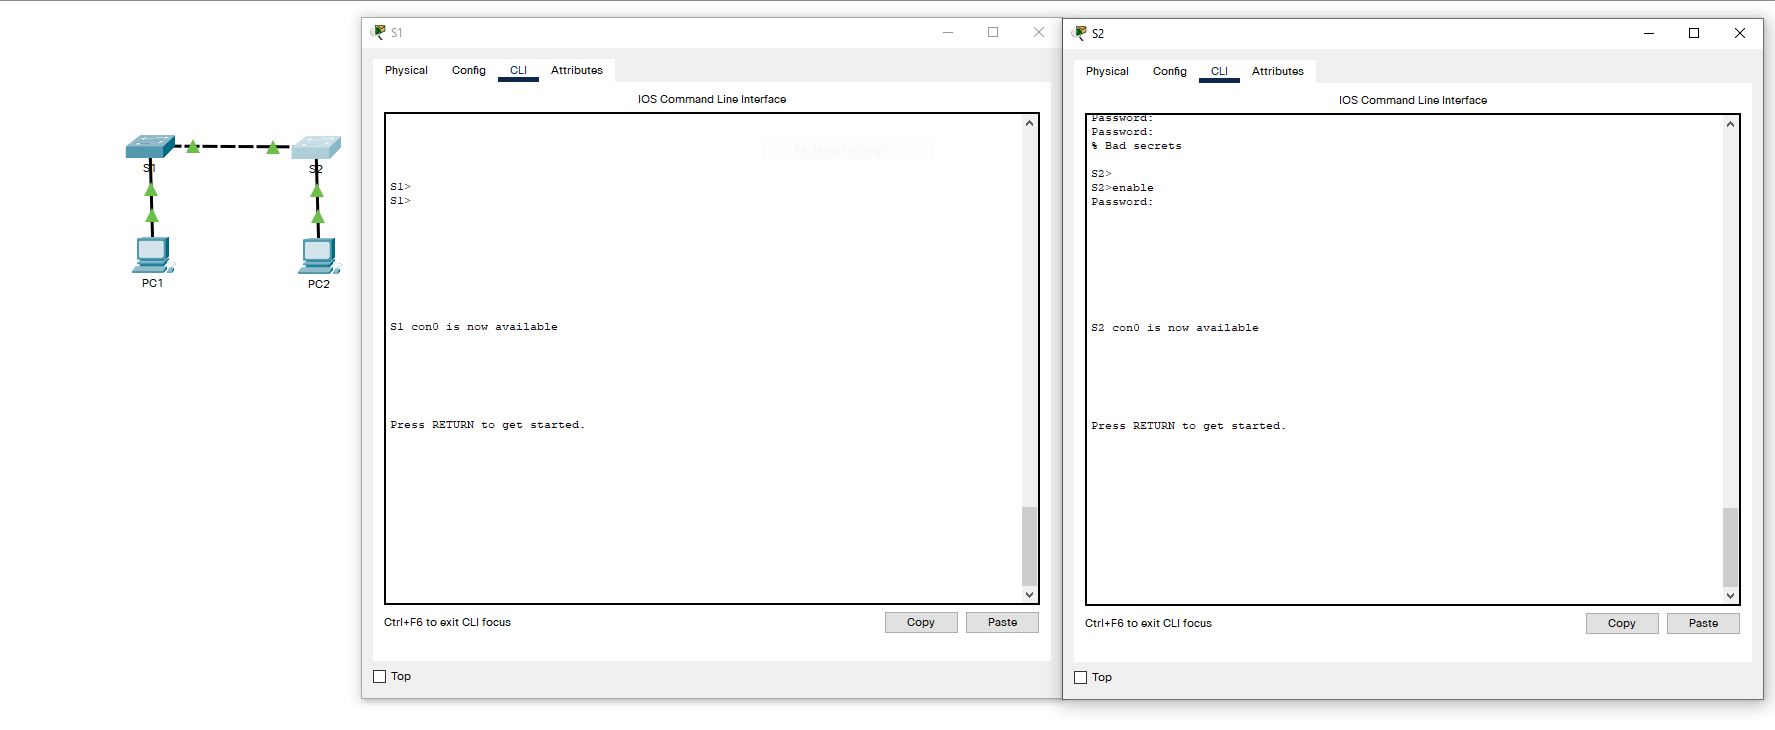 S1
S2
PC1
PC2
S1
Physical Config CLI Attributes
IOS Command Line Interface
Rectangular Snip
S1>
S1>
S1 con0 is now available
Press RETURN to get started.
Ctrl+F6 to exit CLI focus
Copy Paste
Top
S2
Physical Config CLI Attributes
IOS Command Line Interface
Password:
Password:
% Bad secrets
S2>
S2>enable
Password:
S2 con0 is now available
Press RETURN to get started.
Ctrl+F6 to exit CLI focus
Copy Paste
Top